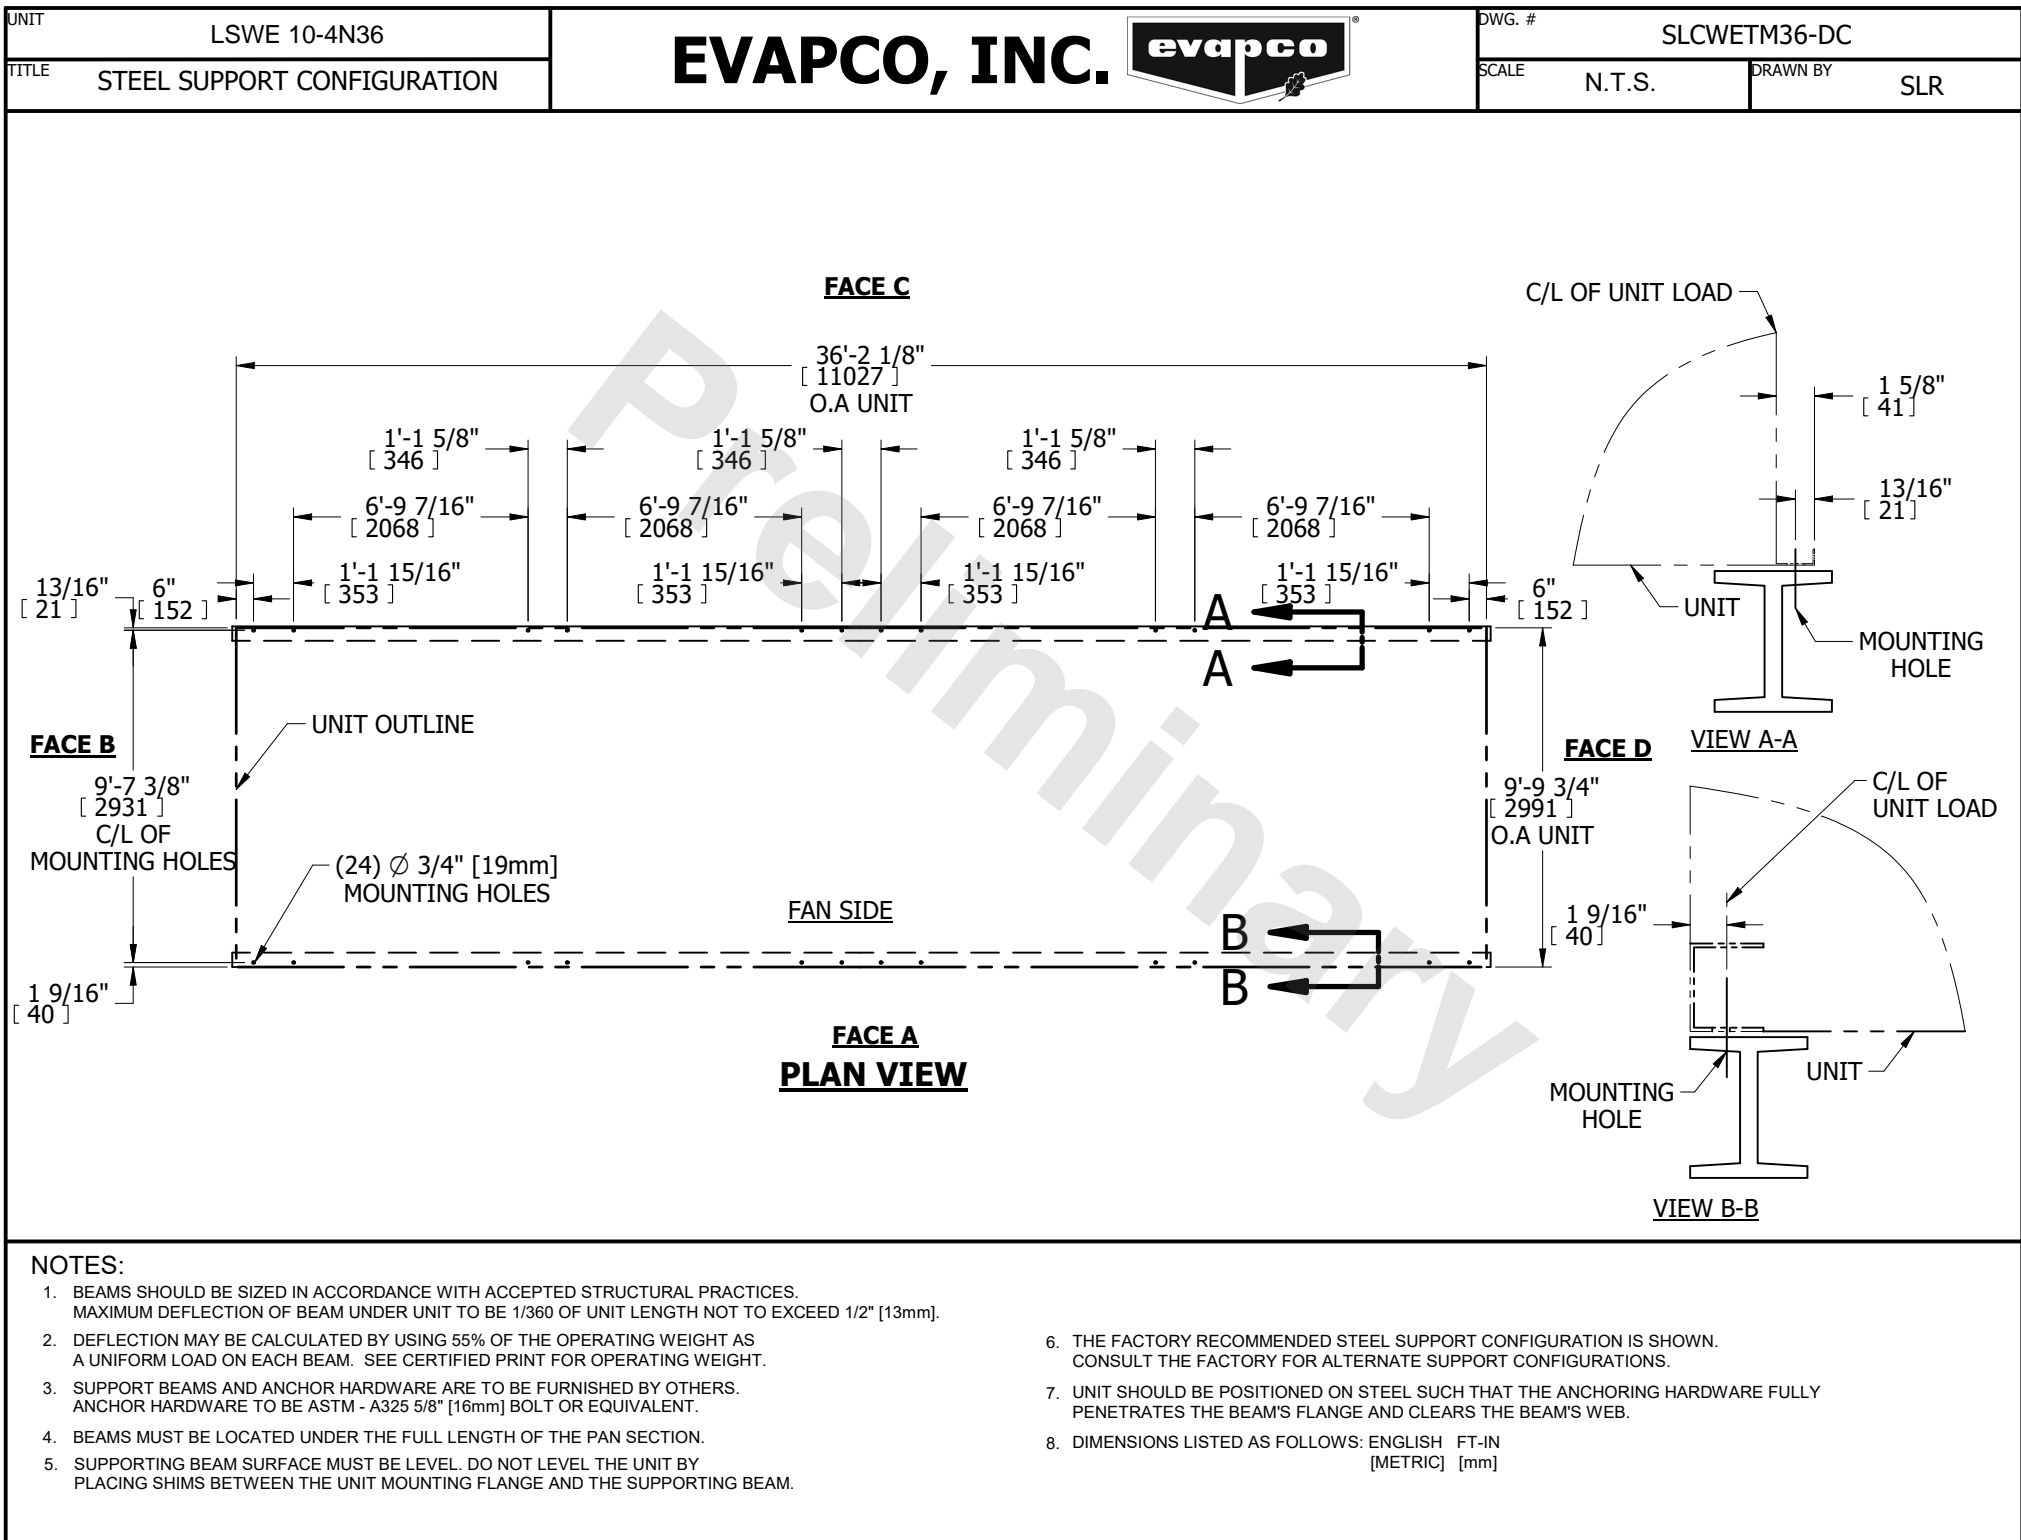 UNIT
LSWE 10-4N36
TITLE
STEEL SUPPORT CONFIGURATION
EVAPCO, INC.
evapco
®
DWG. #
SLCWETM36-DC
SCALE
N.T.S.
DRAWN BY
SLR
Preliminary
FACE C
36'-2 1/8"
[ 11027 ]
O.A UNIT
1'-1 5/8"
[ 346 ]
1'-1 5/8"
[ 346 ]
1'-1 5/8"
[ 346 ]
6'-9 7/16"
[ 2068 ]
6'-9 7/16"
[ 2068 ]
6'-9 7/16"
[ 2068 ]
6'-9 7/16"
[ 2068 ]
13/16"
[ 21 ]
6"
[ 152 ]
1'-1 15/16"
[ 353 ]
1'-1 15/16"
[ 353 ]
1'-1 15/16"
[ 353 ]
1'-1 15/16"
[ 353 ]
6"
[ 152 ]
A
A
UNIT OUTLINE
FACE B
9'-7 3/8"
[ 2931 ]
C/L OF
MOUNTING HOLES
(24) Ø 3/4" [19mm]
MOUNTING HOLES
FAN SIDE
B
B
FACE D
9'-9 3/4"
[ 2991 ]
O.A UNIT
1 9/16"
[ 40 ]
FACE A
PLAN VIEW
C/L OF UNIT LOAD
1 5/8"
[ 41 ]
13/16"
[ 21 ]
UNIT
MOUNTING
HOLE
VIEW A-A
C/L OF
UNIT LOAD
1 9/16"
[ 40 ]
UNIT
MOUNTING
HOLE
VIEW B-B
NOTES:
1. BEAMS SHOULD BE SIZED IN ACCORDANCE WITH ACCEPTED STRUCTURAL PRACTICES.
MAXIMUM DEFLECTION OF BEAM UNDER UNIT TO BE 1/360 OF UNIT LENGTH NOT TO EXCEED 1/2" [13mm].
2. DEFLECTION MAY BE CALCULATED BY USING 55% OF THE OPERATING WEIGHT AS
A UNIFORM LOAD ON EACH BEAM. SEE CERTIFIED PRINT FOR OPERATING WEIGHT.
3. SUPPORT BEAMS AND ANCHOR HARDWARE ARE TO BE FURNISHED BY OTHERS.
ANCHOR HARDWARE TO BE ASTM - A325 5/8" [16mm] BOLT OR EQUIVALENT.
4. BEAMS MUST BE LOCATED UNDER THE FULL LENGTH OF THE PAN SECTION.
5. SUPPORTING BEAM SURFACE MUST BE LEVEL. DO NOT LEVEL THE UNIT BY
PLACING SHIMS BETWEEN THE UNIT MOUNTING FLANGE AND THE SUPPORTING BEAM.
6. THE FACTORY RECOMMENDED STEEL SUPPORT CONFIGURATION IS SHOWN.
CONSULT THE FACTORY FOR ALTERNATE SUPPORT CONFIGURATIONS.
7. UNIT SHOULD BE POSITIONED ON STEEL SUCH THAT THE ANCHORING HARDWARE FULLY
PENETRATES THE BEAM'S FLANGE AND CLEARS THE BEAM'S WEB.
8. DIMENSIONS LISTED AS FOLLOWS: ENGLISH FT-IN
[METRIC] [mm]